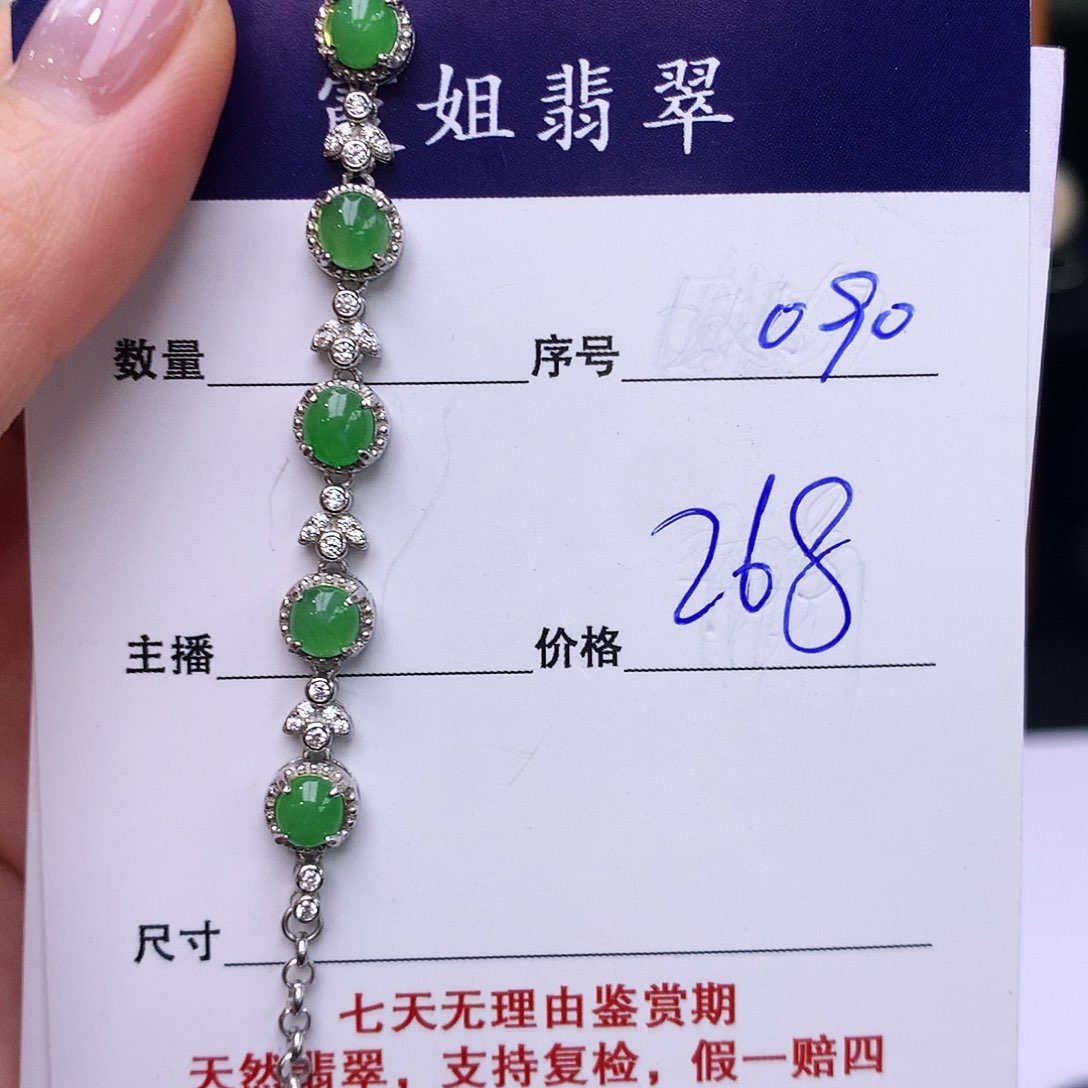 姐翡翠
数量 序号 090
主播 价格 268
尺寸
七天无理由鉴赏期
天然翡翠，支持复检，假一赔四